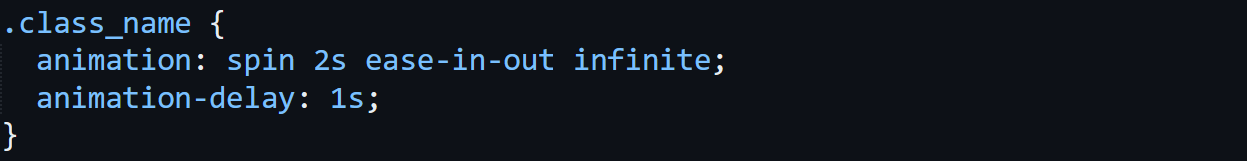 .class_name {
  animation: spin 2s ease-in-out infinite;
  animation-delay: 1s;
}